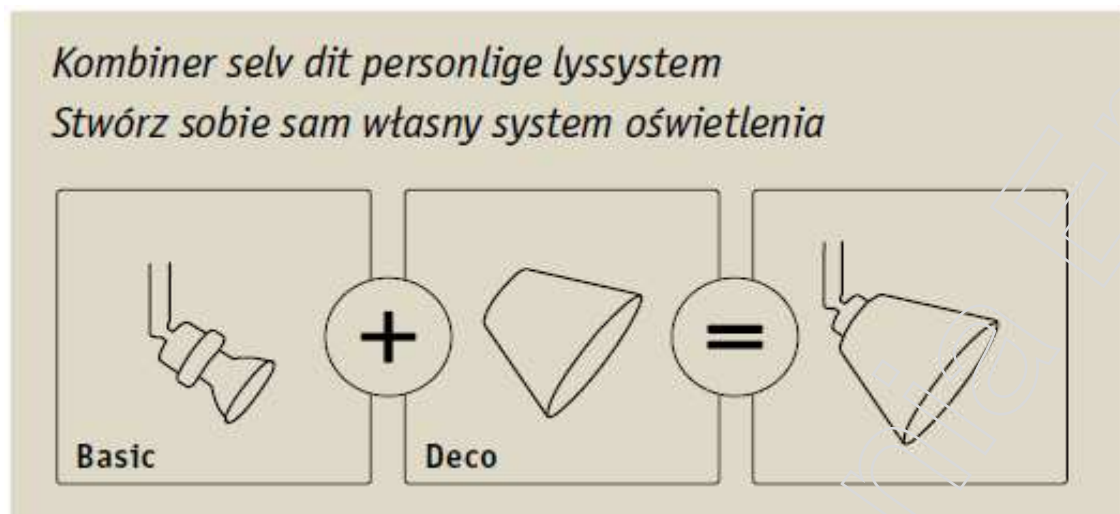 Kombiner selv dit personlige lyssystem
Stwórz sobie sam własny system oświetlenia
+ =
Basic Deco